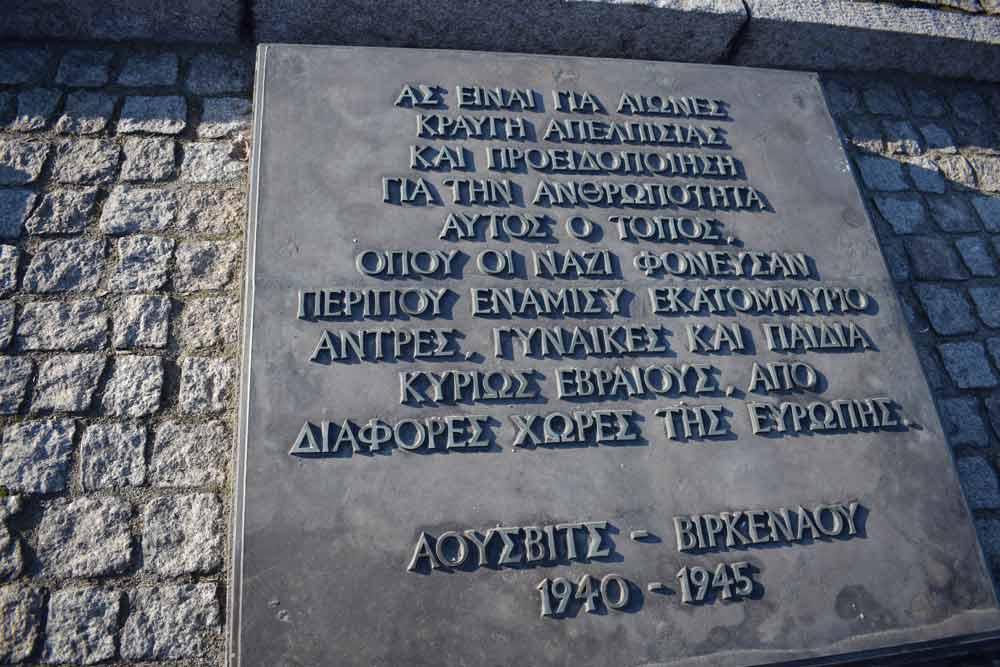 ΑΣ ΕΙΝΑΙ ΓΙΑ ΑΙΩΝΕΣ
ΚΡΑΥΓΗ ΑΠΕΛΠΙΣΙΑΣ
ΚΑΙ ΠΡΟΕΙΔΟΠΟΙΗΣΗ
ΓΙΑ ΤΗΝ ΑΝΘΡΩΠΟΤΗΤΑ
ΑΥΤΟΣ Ο ΤΟΠΟΣ,
ΟΠΟΥ ΟΙ ΝΑΖΙ ΦΟΝΕΥΣΑΝ
ΠΕΡΙΠΟΥ ΕΝΑΜΙΣΥ ΕΚΑΤΟΜΜΥΡΙΟ
ΑΝΤΡΕΣ, ΓΥΝΑΙΚΕΣ ΚΑΙ ΠΑΙΔΙΑ
ΚΥΡΙΩΣ ΕΒΡΑΙΟΥΣ, ΑΠΟ
ΔΙΑΦΟΡΕΣ ΧΩΡΕΣ ΤΗΣ ΕΥΡΩΠΗΣ.
ΑΟΥΣΒΙΤΣ - ΒΙΡΚΕΝΑΟΥ
1940 - 1945